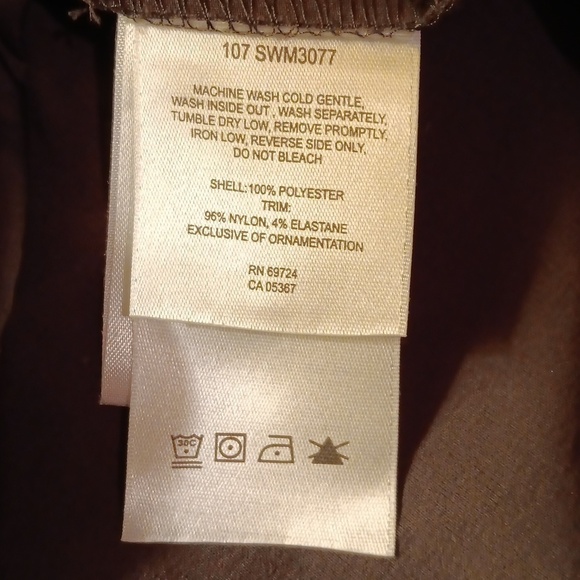 107 SWM3077
MACHINE WASH COLD GENTLE,
WASH INSIDE OUT , WASH SEPARATELY,
TUMBLE DRY LOW, REMOVE PROMPTLY,
IRON LOW, REVERSE SIDE ONLY,
DO NOT BLEACH
SHELL:100% POLYESTER
TRIM:
96% NYLON, 4% ELASTANE
EXCLUSIVE OF ORNAMENTATION
RN 69724
CA 05367
30C